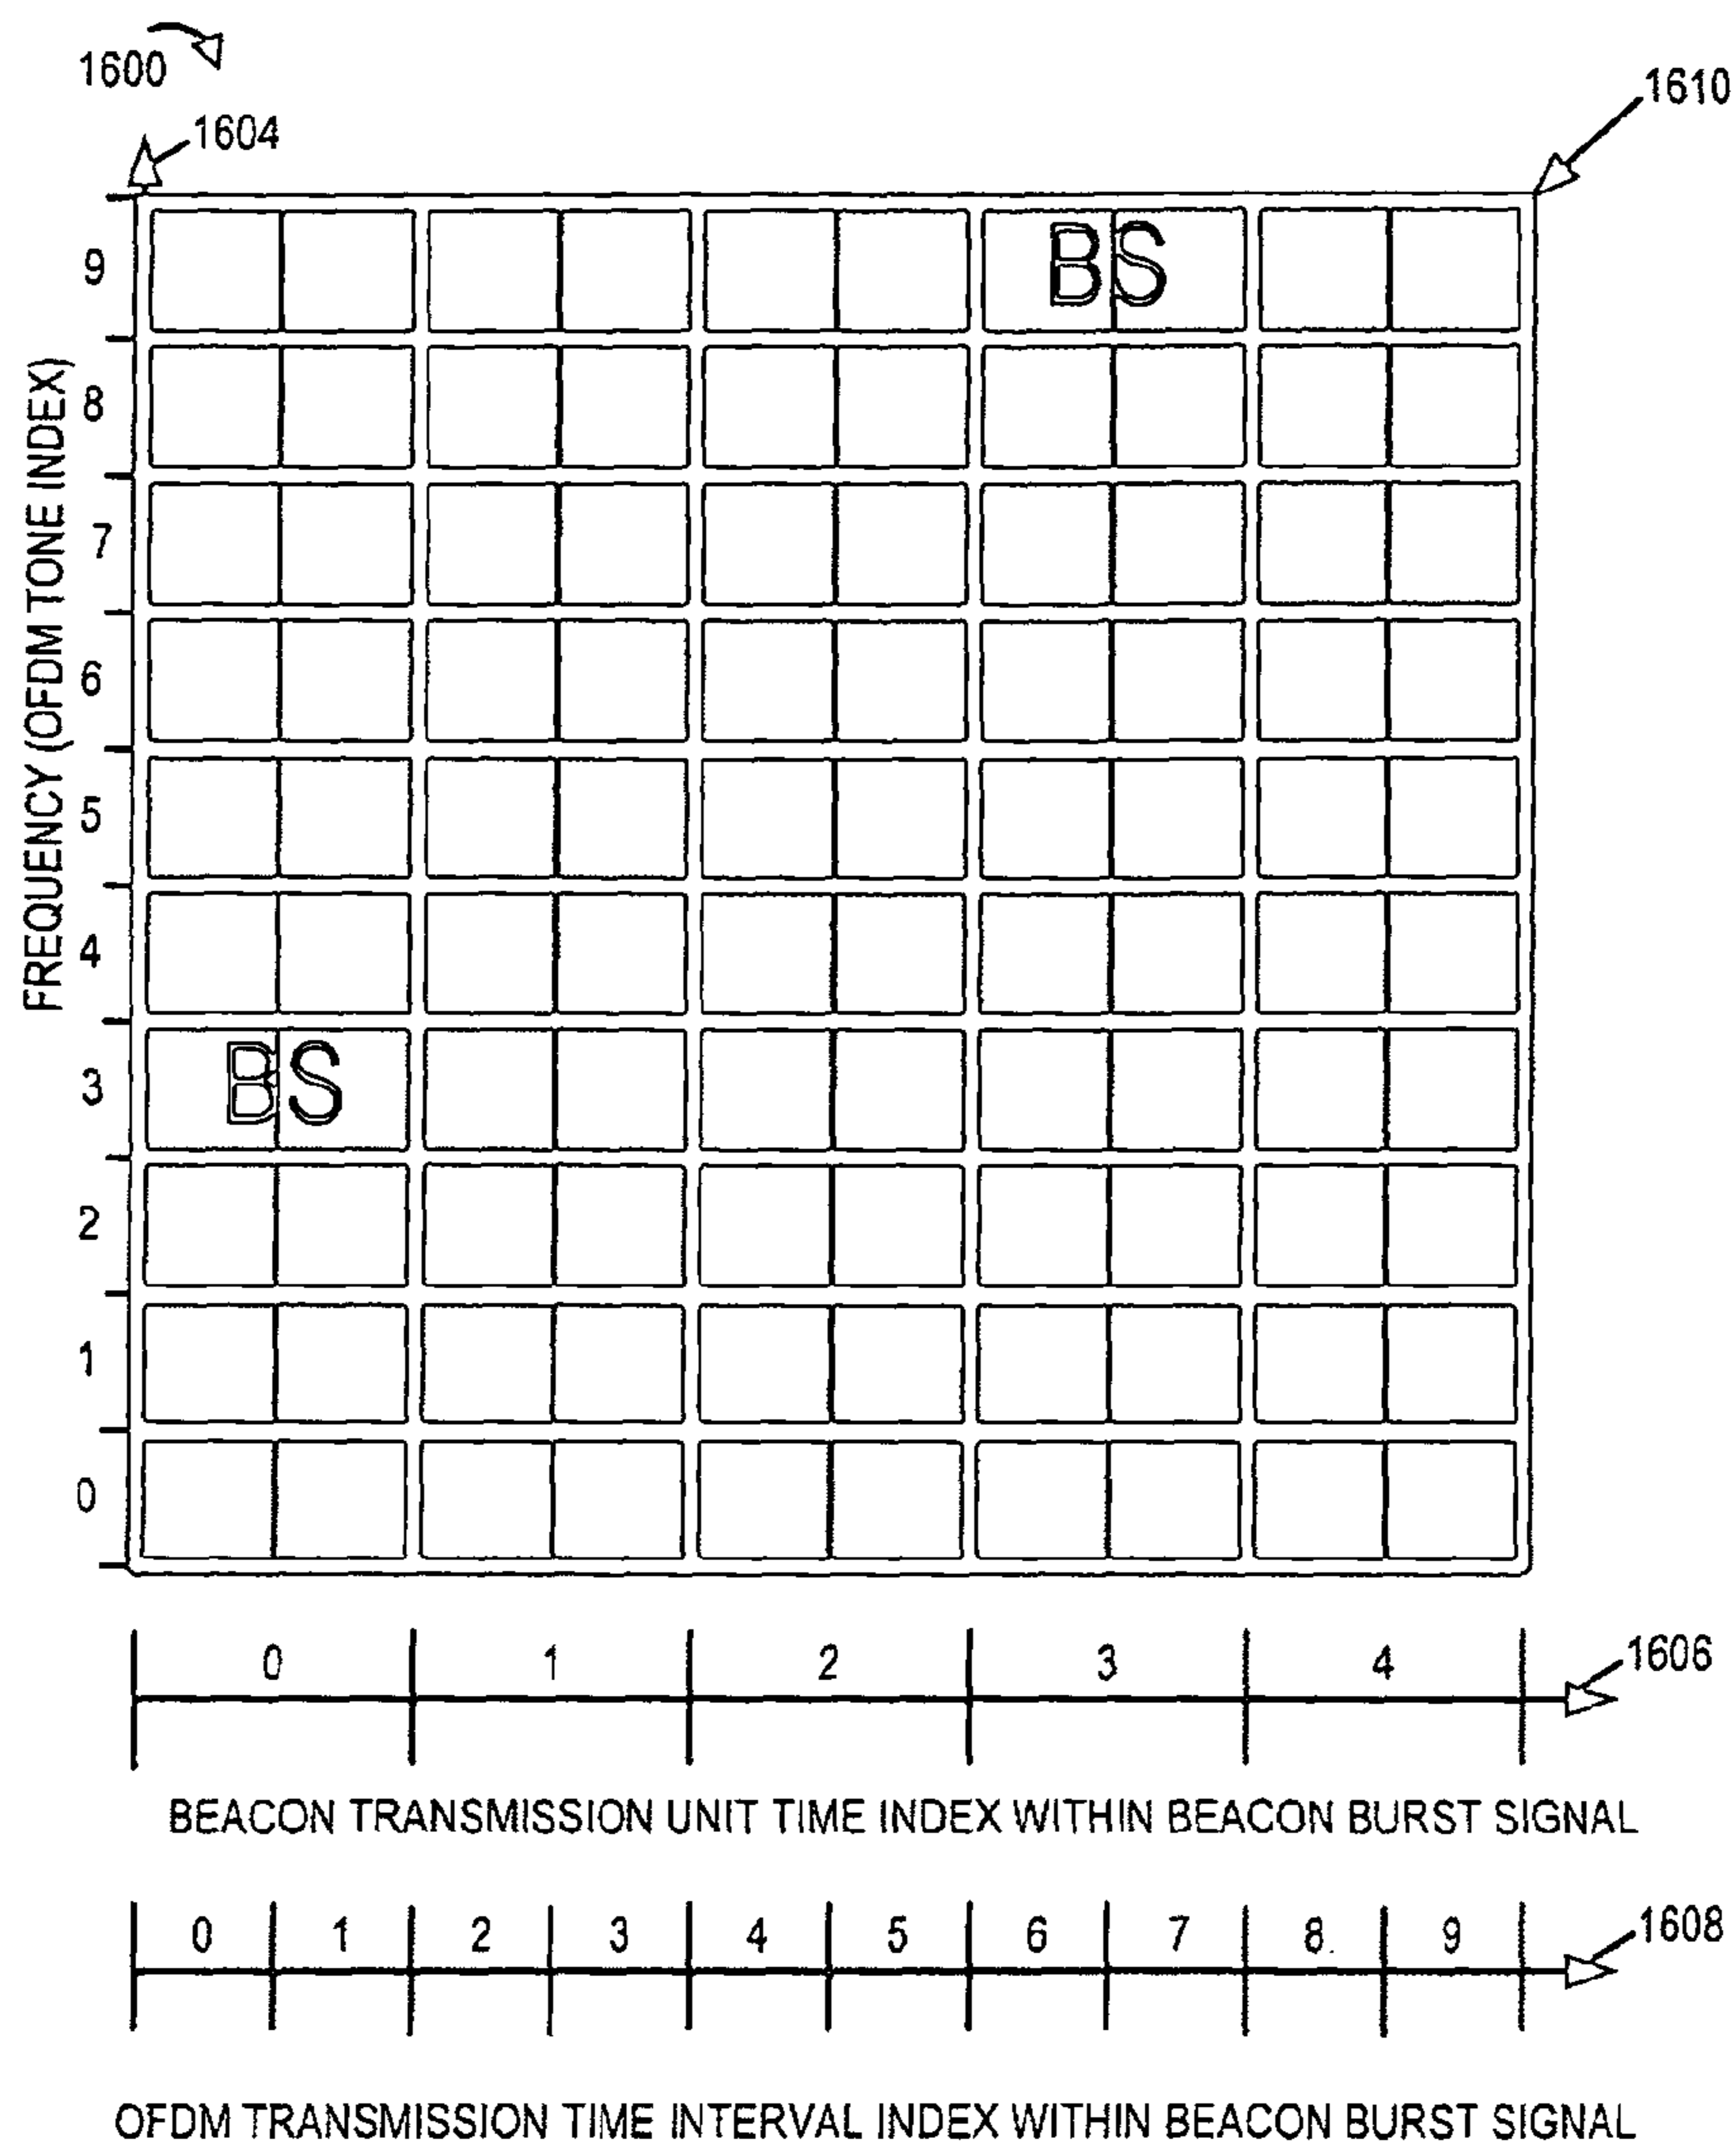 1600
1604
1610
FREQUENCY (OFDM TONE INDEX)
9
BS
8
7
6
5
4
3
BS
2
1
0
0 1 2 3 4
1606
BEACON TRANSMISSION UNIT TIME INDEX WITHIN BEACON BURST SIGNAL
0 1 2 3 4 5 6 7 8 9
1608
OFDM TRANSMISSION TIME INTERVAL INDEX WITHIN BEACON BURST SIGNAL